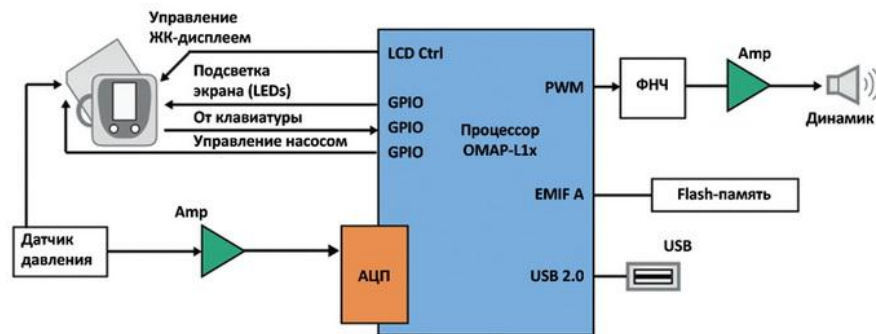 Управление
ЖК-дисплеем
Подсветка
экрана (LEDs)
От клавиатуры
Управление насосом
LCD Ctrl
GPIO
GPIO
GPIO
Процессор
OMAP-L1x
PWM
EMIF A
USB 2.0
ФНЧ
Amp
Динамик
Flash-память
USB
Датчик
давления
Amp
АЦП